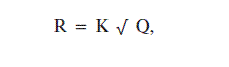 R = K √ Q,